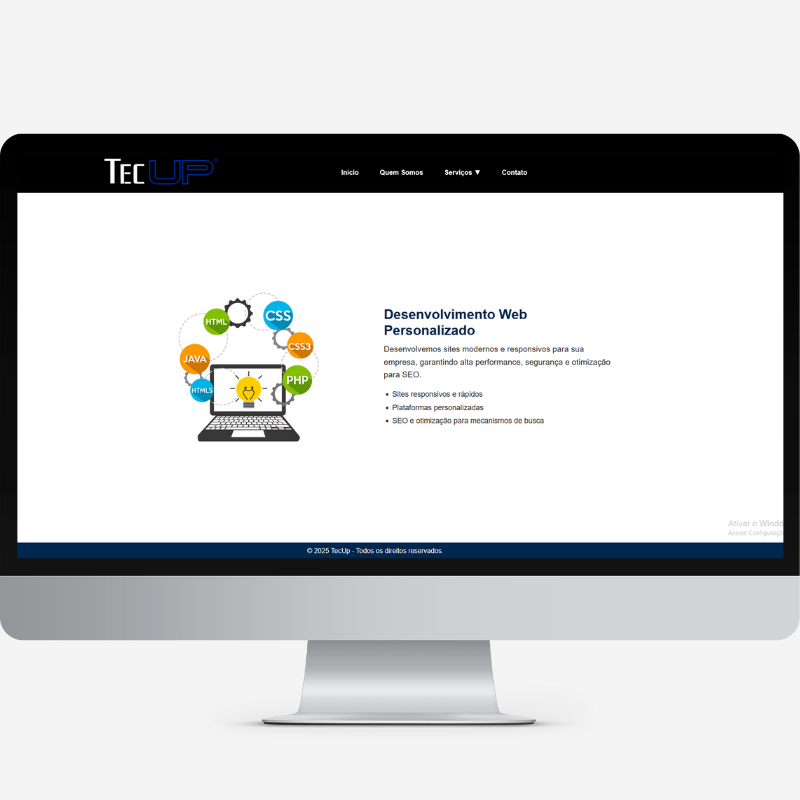 TEC UP®
Início
Quem Somos
Serviços ▼
Contato
HTML
CSS
CSS3
JAVA
PHP
HTML5
Desenvolvimento Web
Personalizado
Desenvolvemos sites modernos e responsivos para sua
empresa, garantindo alta performance, segurança e otimização
para SEO.
• Sites responsivos e rápidos
• Plataformas personalizadas
• SEO e otimização para mecanismos de busca
Ativar o Windo
Acesse Configuraçõ
© 2025 TecUp - Todos os direitos reservados.